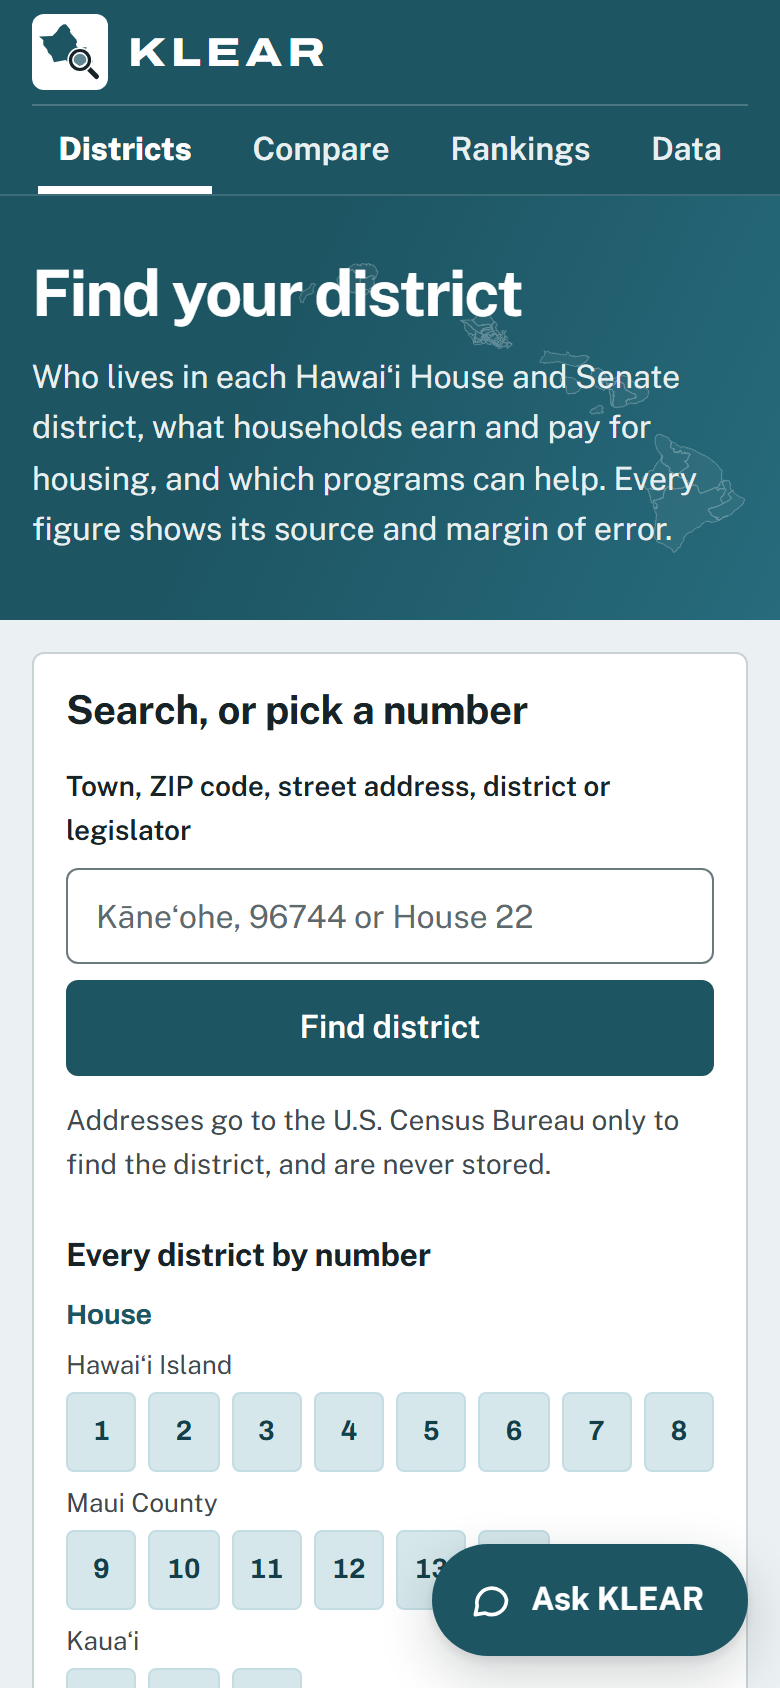 KLEAR
Districts Compare Rankings Data
Find your district
Who lives in each Hawaiʻi House and Senate
district, what households earn and pay for
housing, and which programs can help. Every
figure shows its source and margin of error.
Search, or pick a number
Town, ZIP code, street address, district or
legislator
Kāneʻohe, 96744 or House 22
Find district
Addresses go to the U.S. Census Bureau only to
find the district, and are never stored.
Every district by number
House
Hawaiʻi Island
1 2 3 4 5 6 7 8
Maui County
9 10 11 12 13
Ask KLEAR
Kauaʻi